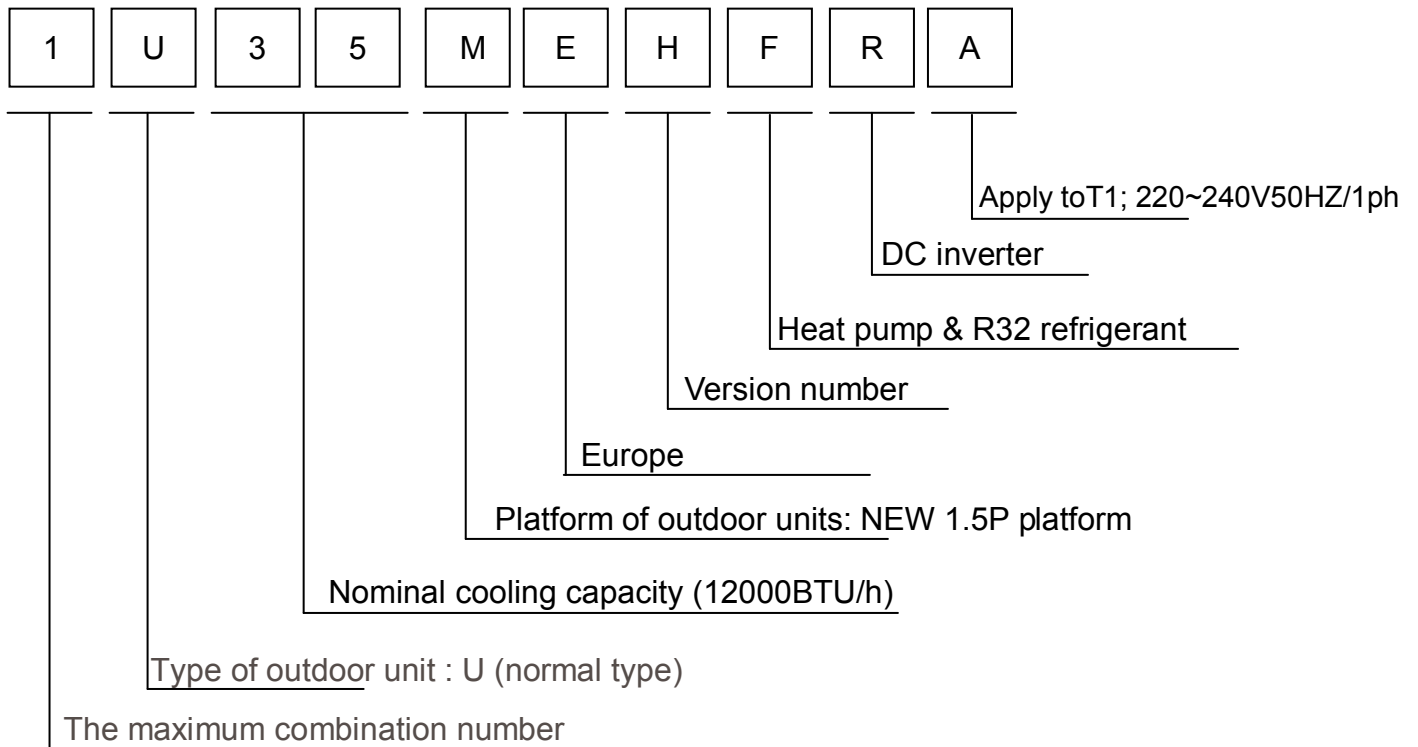 1 U 3 5 M E H F R A
Apply toT1; 220~240V50HZ/1ph
DC inverter
Heat pump & R32 refrigerant
Version number
Europe
Platform of outdoor units: NEW 1.5P platform
Nominal cooling capacity (12000BTU/h)
Type of outdoor unit : U (normal type)
The maximum combination number